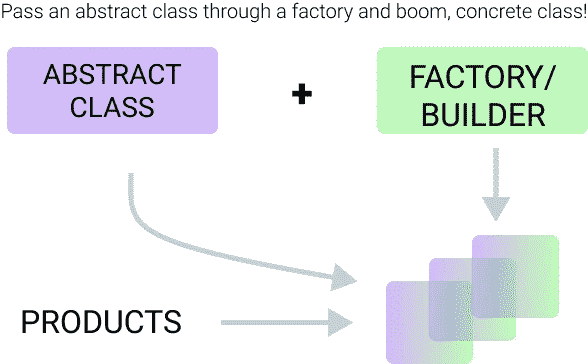 Pass an abstract class through a factory and boom, concrete class!
ABSTRACT
CLASS
+
FACTORY/
BUILDER
PRODUCTS